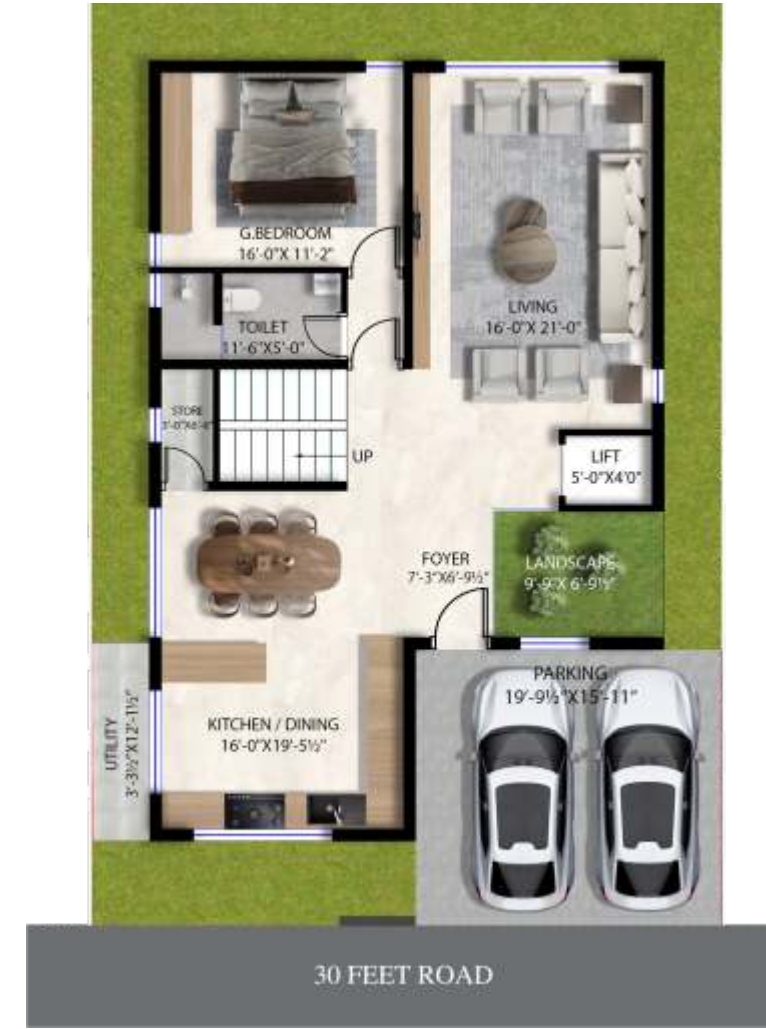 G.BEDROOM
16'-0"X 11'-2"
LIVING
16'-0"X 21'-0"
TOILET
11'-6"X5'-0"
STORE
UP
LIFT
5'-0"X4'0"
FOYER
7'-3"X6'-9½"
LANDSCAPE
9'-9"X 6'-9½"
PARKING
19'-9½"X15'-11"
KITCHEN / DINING
16'-0"X19'-5½"
UTILITY
3'-3½"X12'-1½"
30 FEET ROAD